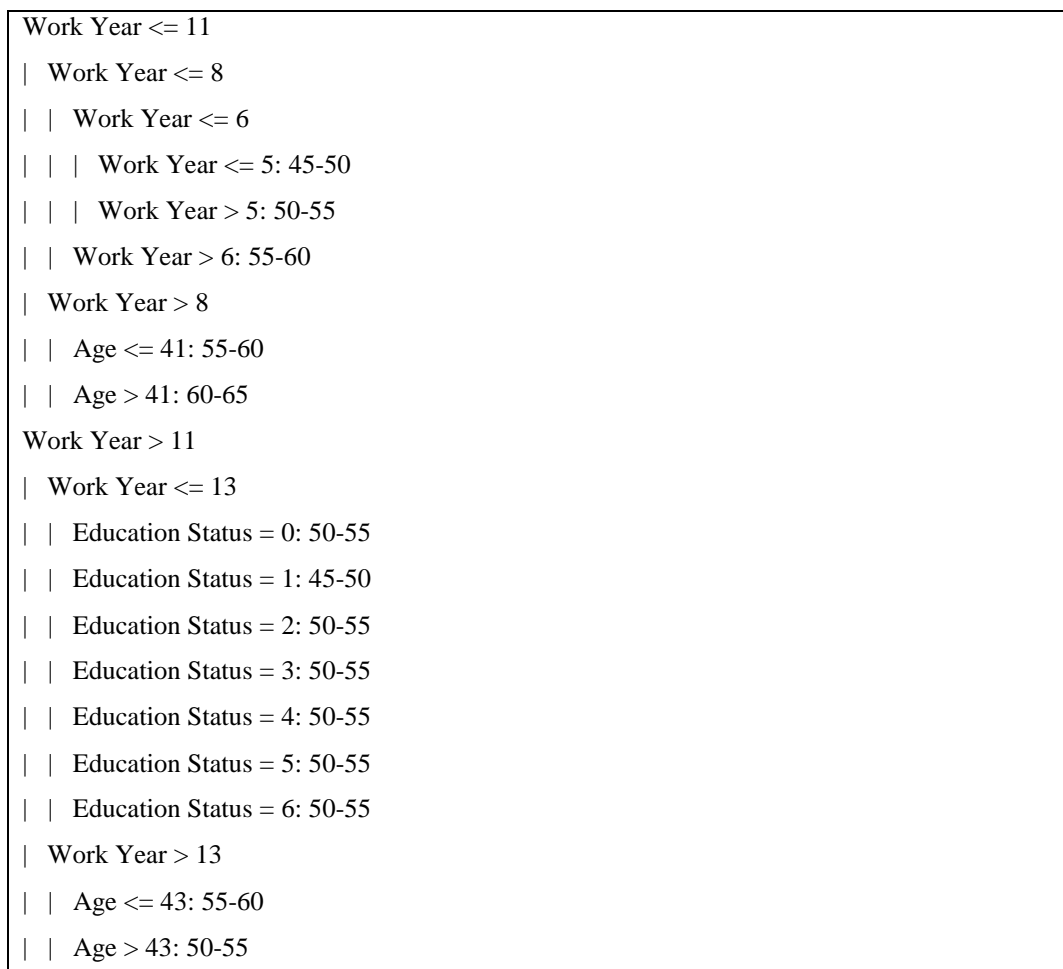 Work Year <= 11
| Work Year <= 8
| | Work Year <= 6
| | | Work Year <= 5: 45-50
| | | Work Year > 5: 50-55
| | Work Year > 6: 55-60
| Work Year > 8
| | Age <= 41: 55-60
| | Age > 41: 60-65
Work Year > 11
| Work Year <= 13
| | Education Status = 0: 50-55
| | Education Status = 1: 45-50
| | Education Status = 2: 50-55
| | Education Status = 3: 50-55
| | Education Status = 4: 50-55
| | Education Status = 5: 50-55
| | Education Status = 6: 50-55
| Work Year > 13
| | Age <= 43: 55-60
| | Age > 43: 50-55